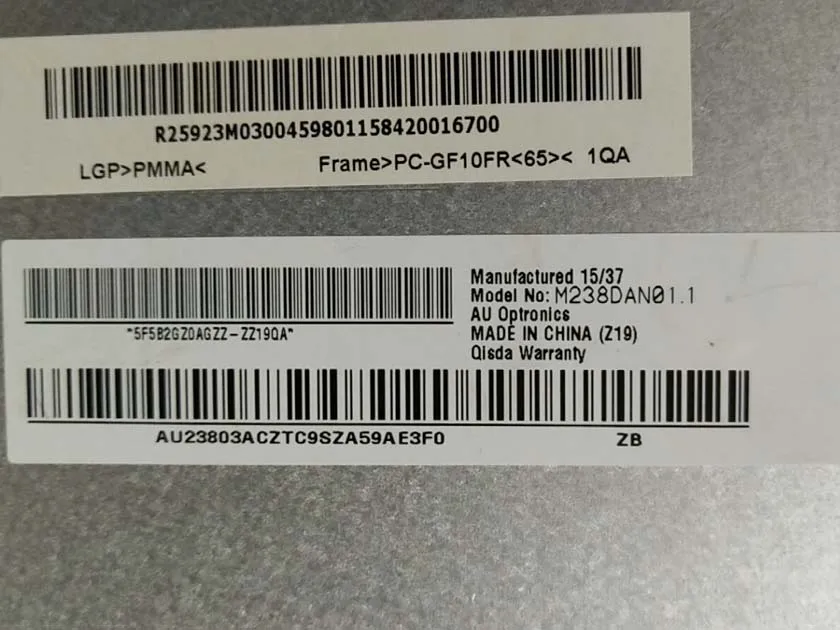 R25923M0300459801158420016700
LGP>PMMA<
Frame>PC-GF10FR<65>< 1QA
Manufactured 15/37
Model No: M238DAN01.1
AU Optronics
"5F5B2GZ0AGZZ-ZZ19QA"
MADE IN CHINA (Z19)
Qisda Warranty
AU23803ACZTC9SZA59AE3F0
ZB